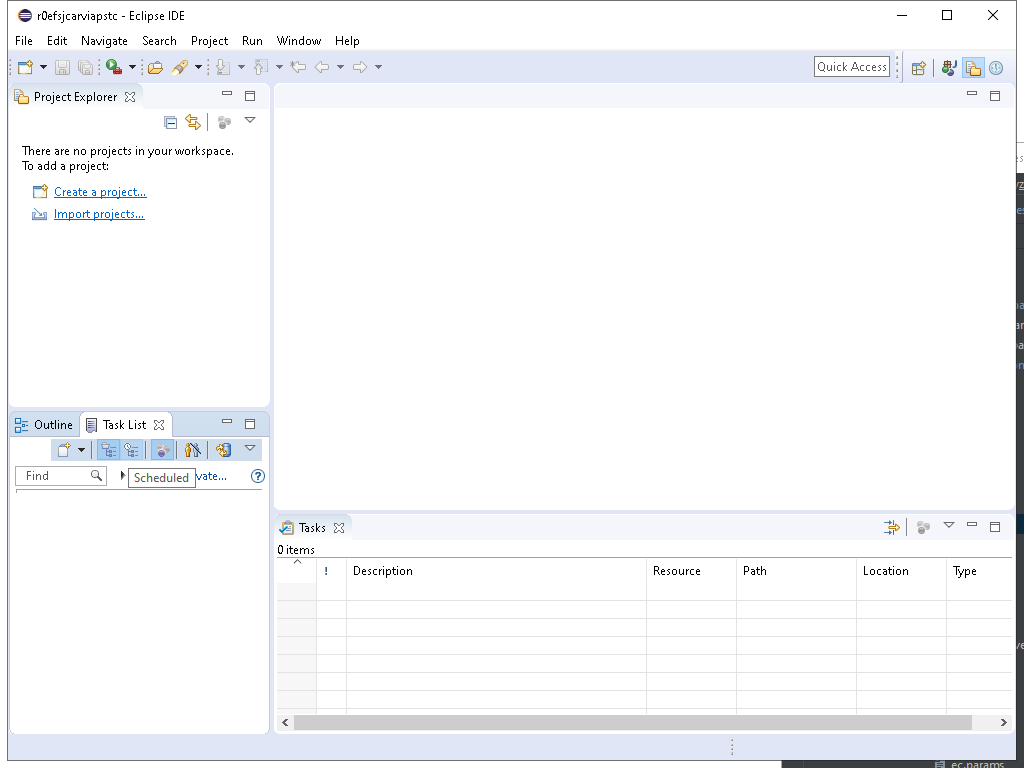 r0efsjcarviapstc - Eclipse IDE
File Edit Navigate Search Project Run Window Help
Quick Access
Project Explorer
There are no projects in your workspace.
To add a project:
Create a project...
Import projects...
Outline Task List
Find
Scheduled
vate...
Tasks
0 items
! Description Resource Path Location Type
ec.params